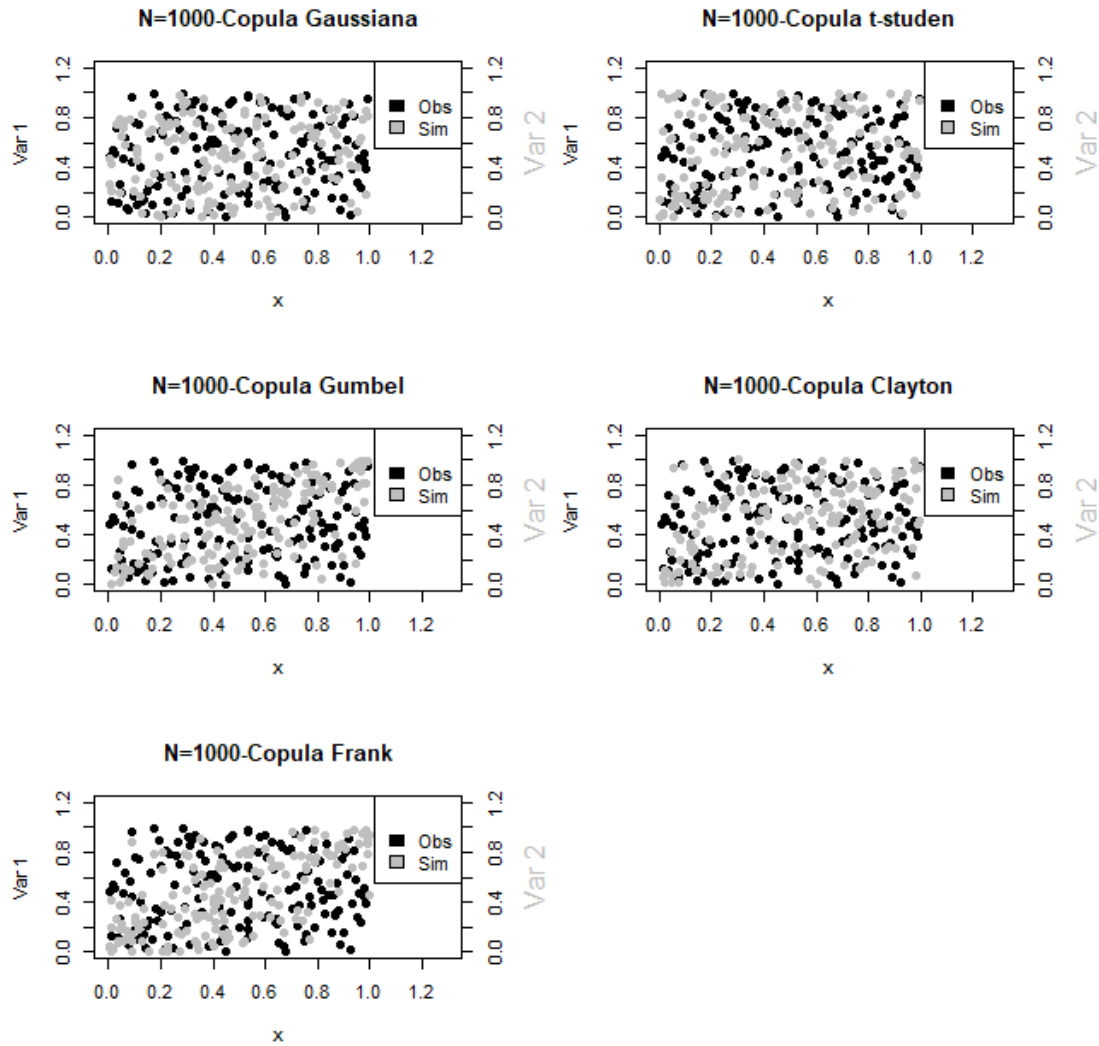 N=1000-Copula Gaussiana
Var 1
0.0 0.4 0.8 1.2
Obs
Sim
0.0 0.4 0.8 1.2
Var 2
0.0 0.2 0.4 0.6 0.8 1.0 1.2
x
N=1000-Copula t-studen
Var 1
0.0 0.4 0.8 1.2
Obs
Sim
0.0 0.4 0.8 1.2
Var 2
0.0 0.2 0.4 0.6 0.8 1.0 1.2
x
N=1000-Copula Gumbel
Var 1
0.0 0.4 0.8 1.2
Obs
Sim
0.0 0.4 0.8 1.2
Var 2
0.0 0.2 0.4 0.6 0.8 1.0 1.2
x
N=1000-Copula Clayton
Var 1
0.0 0.4 0.8 1.2
Obs
Sim
0.0 0.4 0.8 1.2
Var 2
0.0 0.2 0.4 0.6 0.8 1.0 1.2
x
N=1000-Copula Frank
Var 1
0.0 0.4 0.8 1.2
Obs
Sim
0.0 0.4 0.8 1.2
Var 2
0.0 0.2 0.4 0.6 0.8 1.0 1.2
x